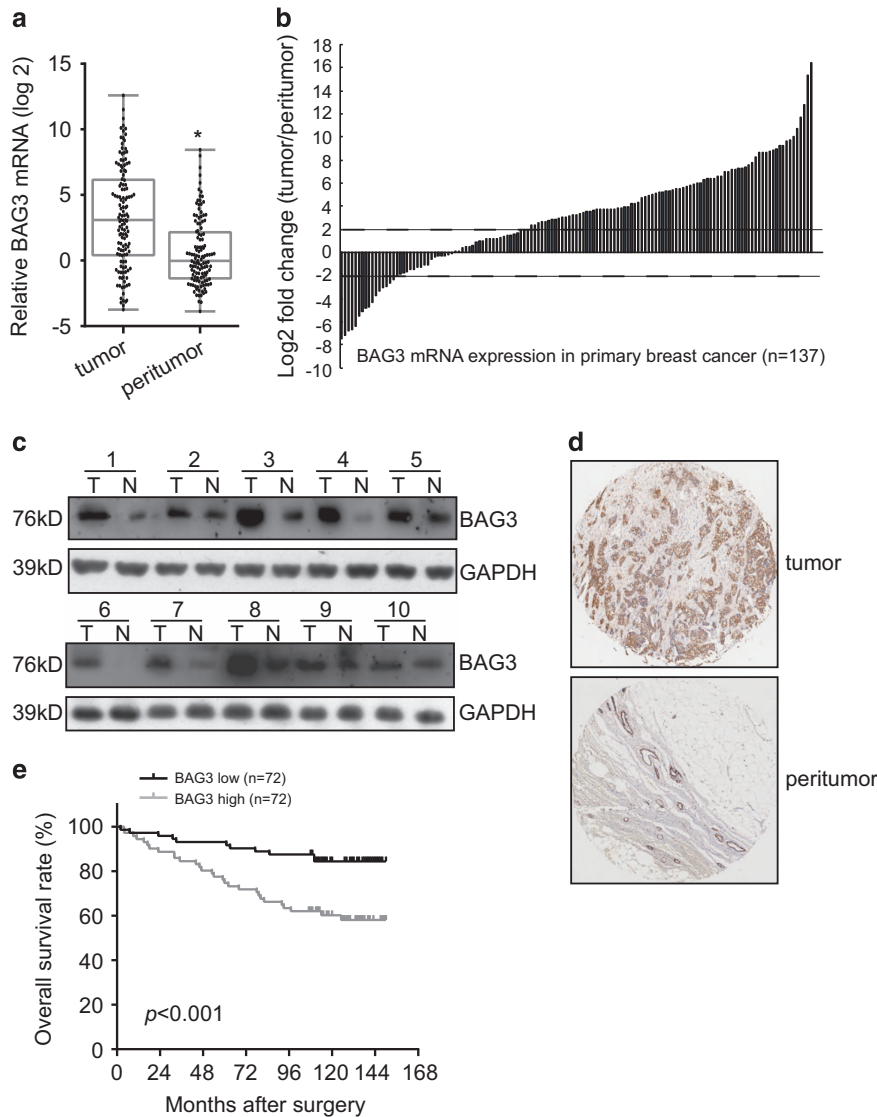 a
Relative BAG3 mRNA (log 2)
15
10
5
0
-5
*
tumor
peritumor
b
Log2 fold change (tumor/peritumor)
18
16
14
12
10
8
6
4
2
0
-2
-4
-6
-8
-10
BAG3 mRNA expression in primary breast cancer (n=137)
c
1 2 3 4 5
T N T N T N T N T N
76kD BAG3
39kD GAPDH
6 7 8 9 10
T N T N T N T N T N
76kD BAG3
39kD GAPDH
d
tumor
peritumor
e
BAG3 low (n=72)
BAG3 high (n=72)
Overall survival rate (%)
100
80
60
40
20
0
p<0.001
0 24 48 72 96 120 144 168
Months after surgery